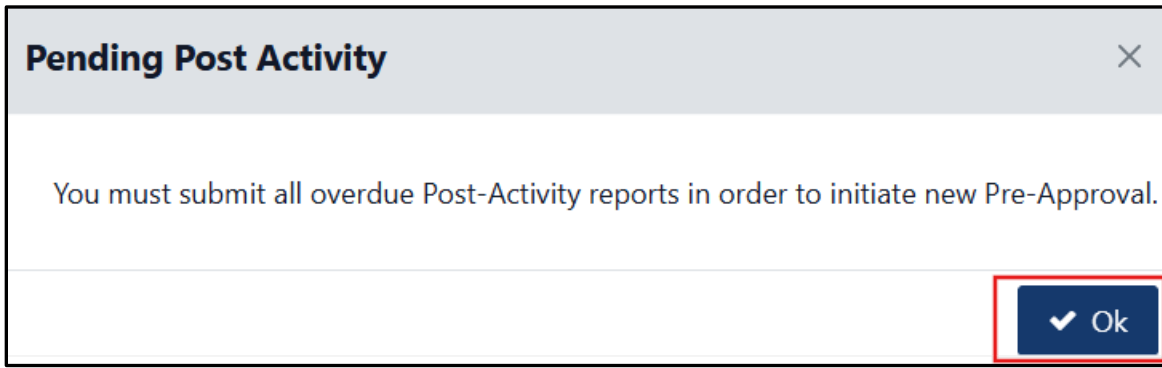 Pending Post Activity
You must submit all overdue Post-Activity reports in order to initiate new Pre-Approval.
Ok